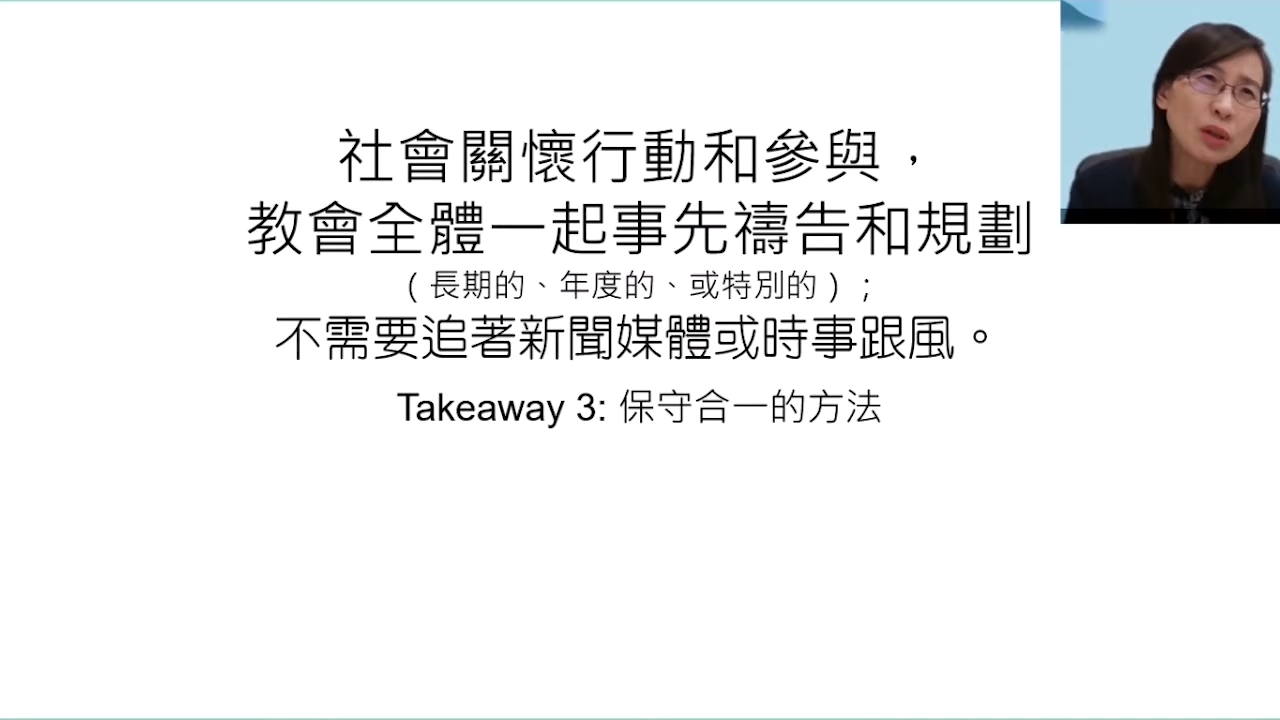 社會關懷行動和參與，
教會全體一起事先禱告和規劃
（長期的、年度的、或特別的）；
不需要追著新聞媒體或時事跟風。
Takeaway 3: 保守合一的方法